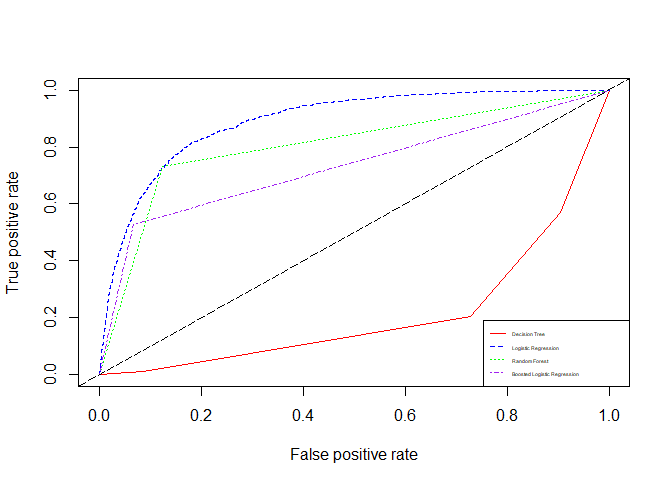 True positive rate
1.0
0.8
0.6
0.4
0.2
0.0
Decision Tree
Logistic Regression
Random Forest
Boosted Logistic Regression
0.0 0.2 0.4 0.6 0.8 1.0
False positive rate